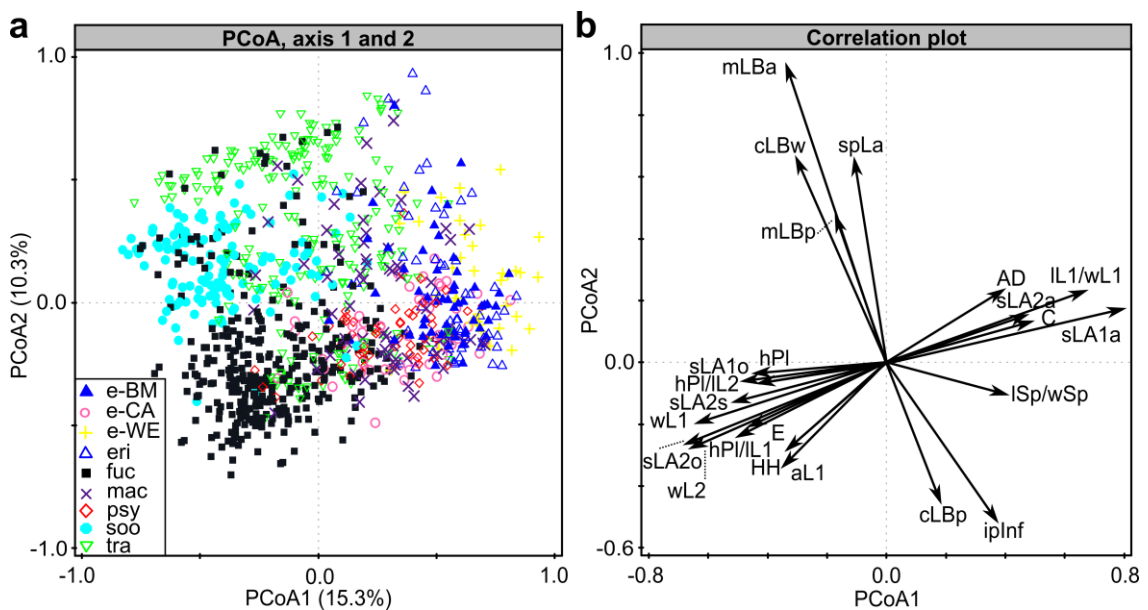 a
PCoA, axis 1 and 2
1.0
0.0
-1.0
PCoA2 (10.3%)
e-BM
e-CA
e-WE
eri
fuc
mac
psy
soo
tra
-1.0 0.0 1.0
PCoA1 (15.3%)
b
Correlation plot
1.0
0.0
-0.6
PCoA2
mLBa
cLBw
spLa
mLBp
AD
lL1/wL1
sLA2a
C
sLA1a
sLA1o
hPl
hPl/lL2
sLA2s
lSp/wSp
wL1
E
sLA2o
hPl/lL1
HH
aL1
wL2
cLBp
ipInf
-0.8 0.0 0.8
PCoA1